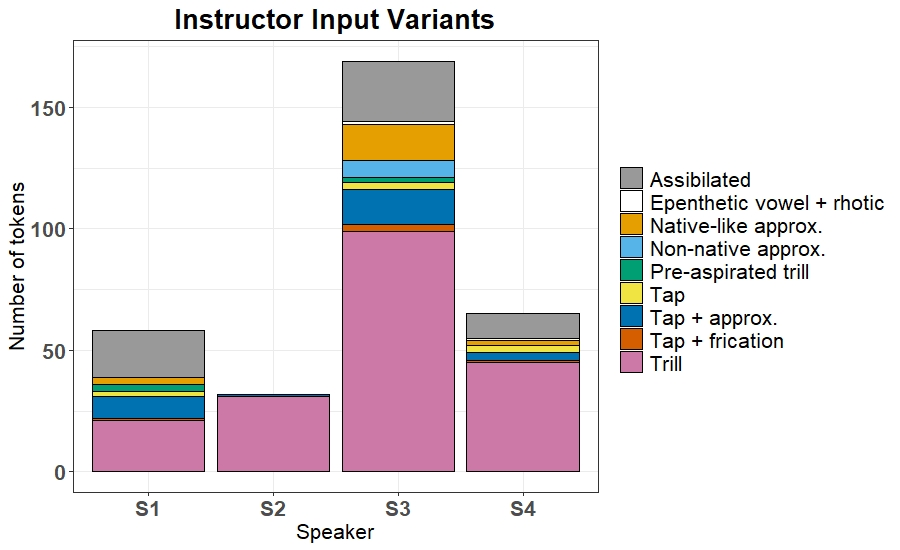 Instructor Input Variants
Number of tokens
150
100
50
0
S1 S2 S3 S4
Speaker
Assibilated
Epenthetic vowel + rhotic
Native-like approx.
Non-native approx.
Pre-aspirated trill
Tap
Tap + approx.
Tap + frication
Trill